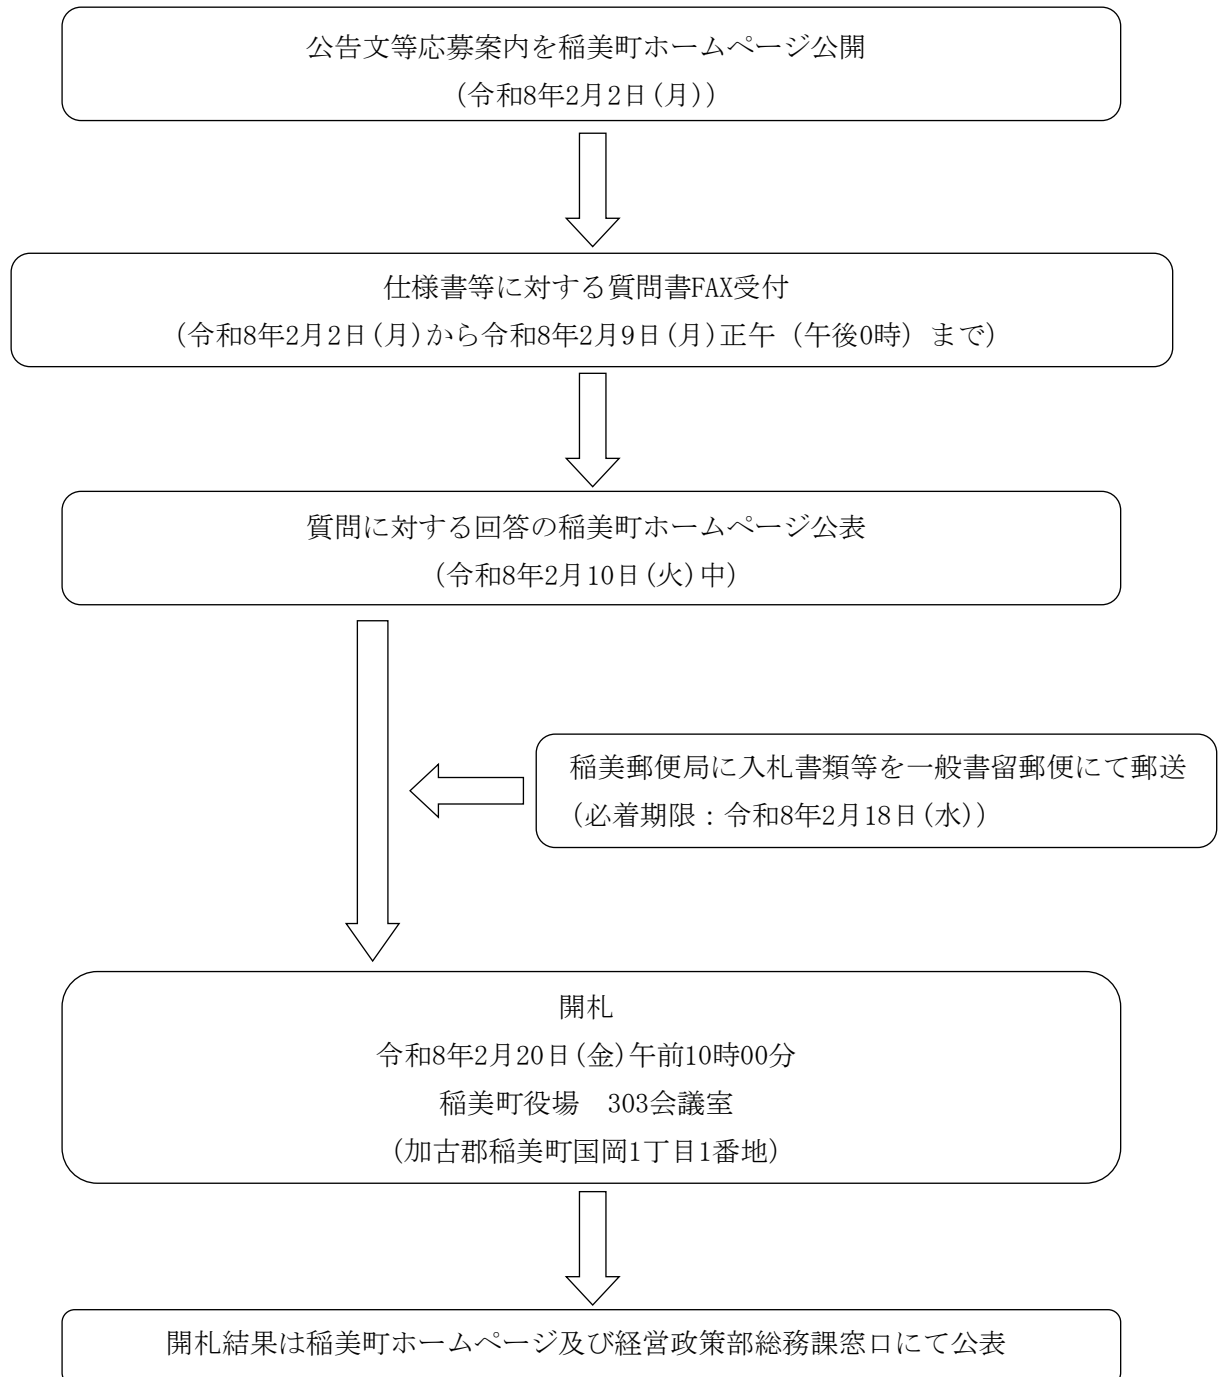 公告文等応募案内を稲美町ホームページ公開
(令和8年2月2日(月))
仕様書等に対する質問書FAX受付
(令和8年2月2日(月)から令和8年2月9日(月)正午（午後0時）まで)
質問に対する回答の稲美町ホームページ公表
(令和8年2月10日(火)中)
稲美郵便局に入札書類等を一般書留郵便にて郵送
(必着期限：令和8年2月18日(水))
開札
令和8年2月20日(金)午前10時00分
稲美町役場　303会議室
(加古郡稲美町国岡1丁目1番地)
開札結果は稲美町ホームページ及び経営政策部総務課窓口にて公表